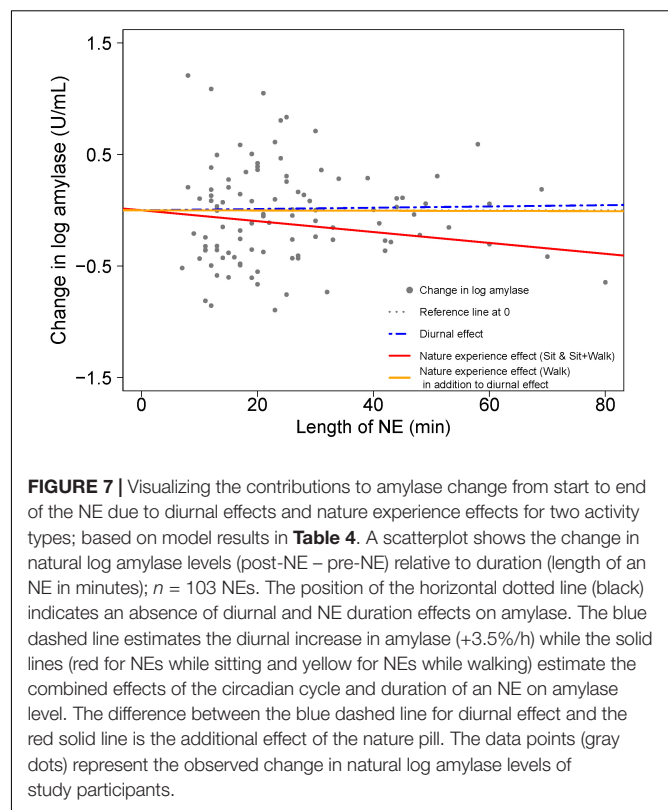 1.5
0.5
−0.5
−1.5
Change in log amylase (U/mL)
Change in log amylase
Reference line at 0
Diurnal effect
Nature experience effect (Sit & Sit+Walk)
Nature experience effect (Walk)
in addition to diurnal effect
0 20 40 60 80
Length of NE (min)
FIGURE 7 | Visualizing the contributions to amylase change from start to end
of the NE due to diurnal effects and nature experience effects for two activity
types; based on model results in Table 4. A scatterplot shows the change in
natural log amylase levels (post-NE – pre-NE) relative to duration (length of an
NE in minutes); n = 103 NEs. The position of the horizontal dotted line (black)
indicates an absence of diurnal and NE duration effects on amylase. The blue
dashed line estimates the diurnal increase in amylase (+3.5%/h) while the solid
lines (red for NEs while sitting and yellow for NEs while walking) estimate the
combined effects of the circadian cycle and duration of an NE on amylase
level. The difference between the blue dashed line for diurnal effect and the
red solid line is the additional effect of the nature pill. The data points (gray
dots) represent the observed change in natural log amylase levels of
study participants.